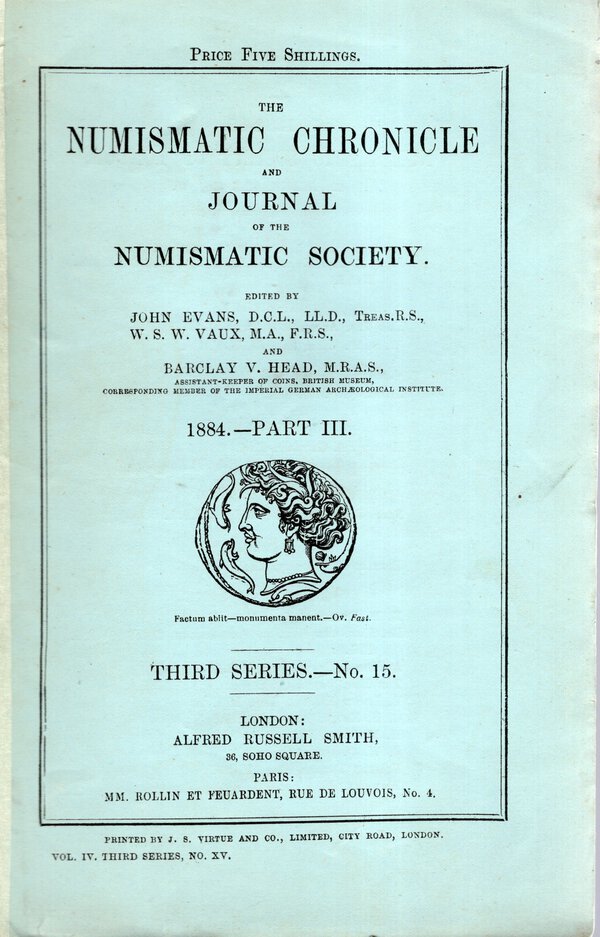 PRICE FIVE SHILLINGS.
THE
NUMISMATIC CHRONICLE
AND
JOURNAL
OF THE
NUMISMATIC SOCIETY.
EDITED BY
JOHN EVANS, D.C.L., LL.D., TREAS.R.S.,
W. S. W. VAUX, M.A., F.R.S.,
AND
BARCLAY V. HEAD, M.R.A.S.,
ASSISTANT-KEEPER OF COINS, BRITISH MUSEUM,
CORRESPONDING MEMBER OF THE IMPERIAL GERMAN ARCHÆOLOGICAL INSTITUTE.
1884.—PART III.
Factum abiit—monumenta manent.—Ov. Fast.
THIRD SERIES.—No. 15.
LONDON:
ALFRED RUSSELL SMITH,
36, SOHO SQUARE.
PARIS:
MM. ROLLIN ET FEUARDENT, RUE DE LOUVOIS, No. 4.
PRINTED BY J. S. VIRTUE AND CO., LIMITED, CITY ROAD, LONDON.
VOL. IV. THIRD SERIES, NO. XV.